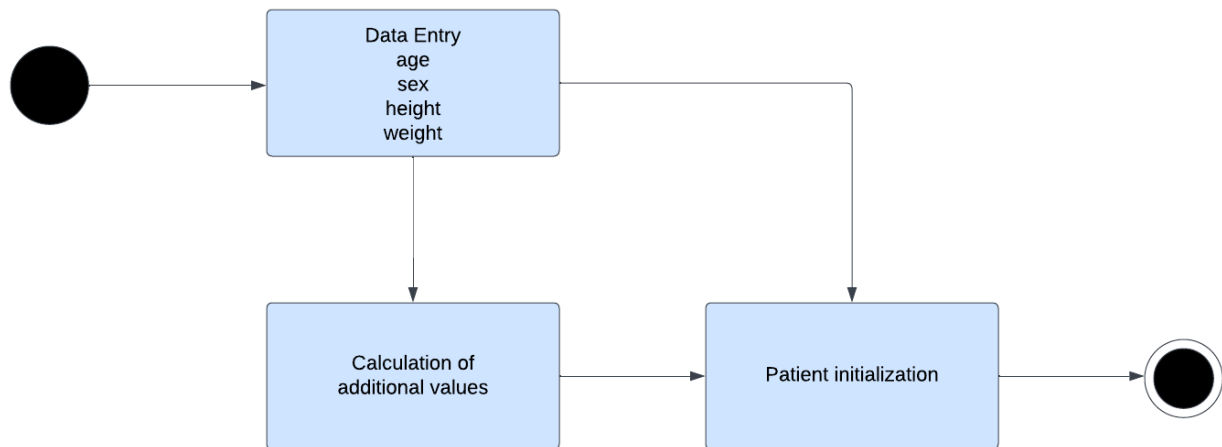 Data Entry
age
sex
height
weight
Calculation of
additional values
Patient initialization